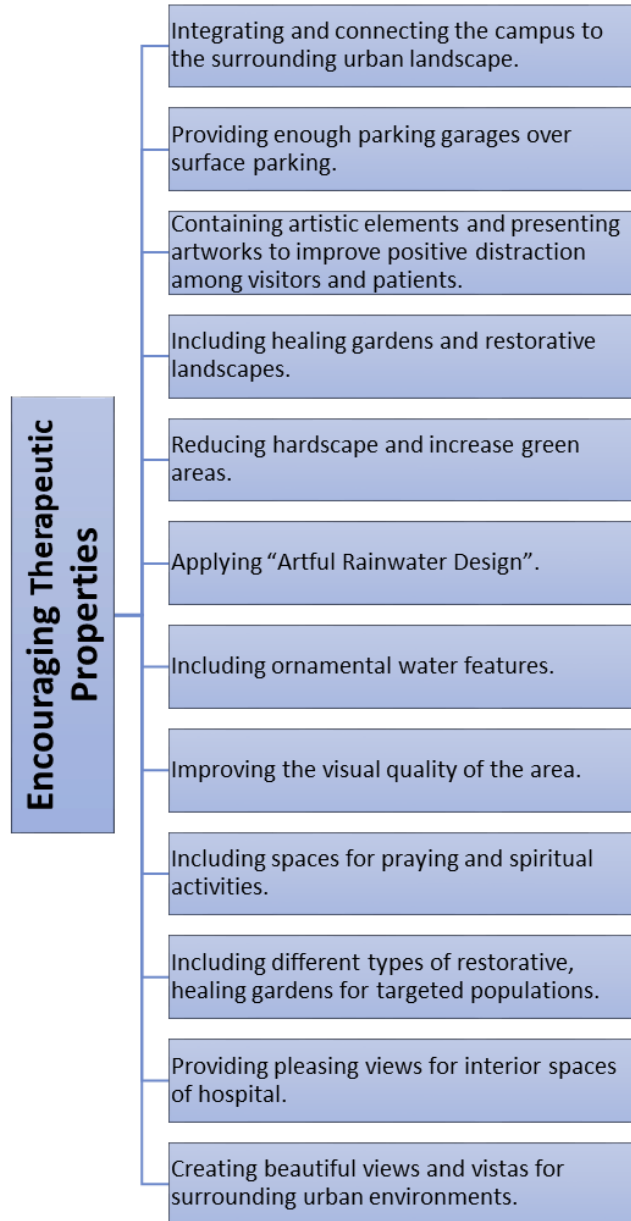 Encouraging Therapeutic
Properties
Integrating and connecting the campus to
the surrounding urban landscape.
Providing enough parking garages over
surface parking.
Containing artistic elements and presenting
artworks to improve positive distraction
among visitors and patients.
Including healing gardens and restorative
landscapes.
Reducing hardscape and increase green
areas.
Applying “Artful Rainwater Design”.
Including ornamental water features.
Improving the visual quality of the area.
Including spaces for praying and spiritual
activities.
Including different types of restorative,
healing gardens for targeted populations.
Providing pleasing views for interior spaces
of hospital.
Creating beautiful views and vistas for
surrounding urban environments.